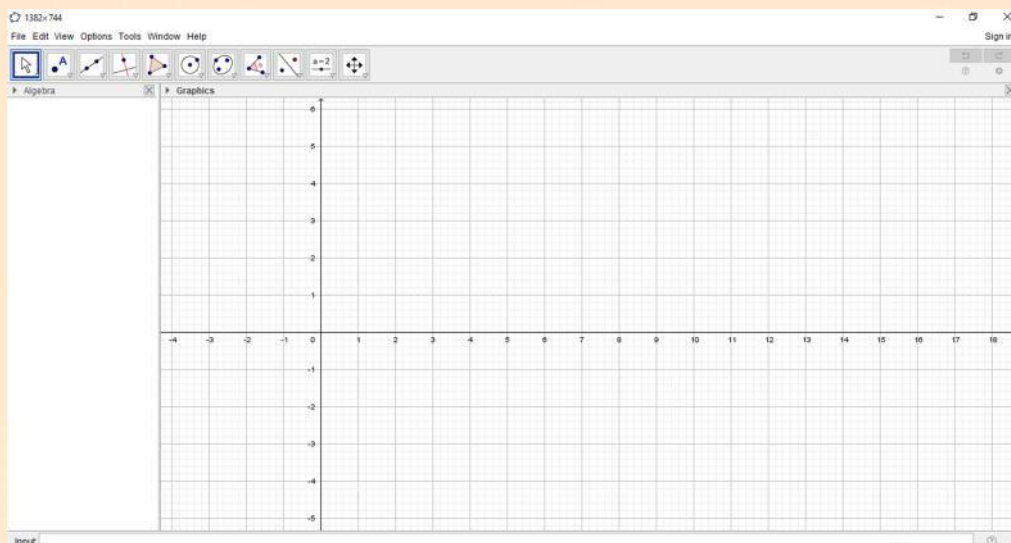 1382×744
File Edit View Options Tools Window Help
Sign in
A
a=2
Algebra
Graphics
6
5
4
3
2
1
-4 -3 -2 -1 0 1 2 3 4 5 6 7 8 9 10 11 12 13 14 15 16 17 18
-1
-2
-3
-4
-5
Input: